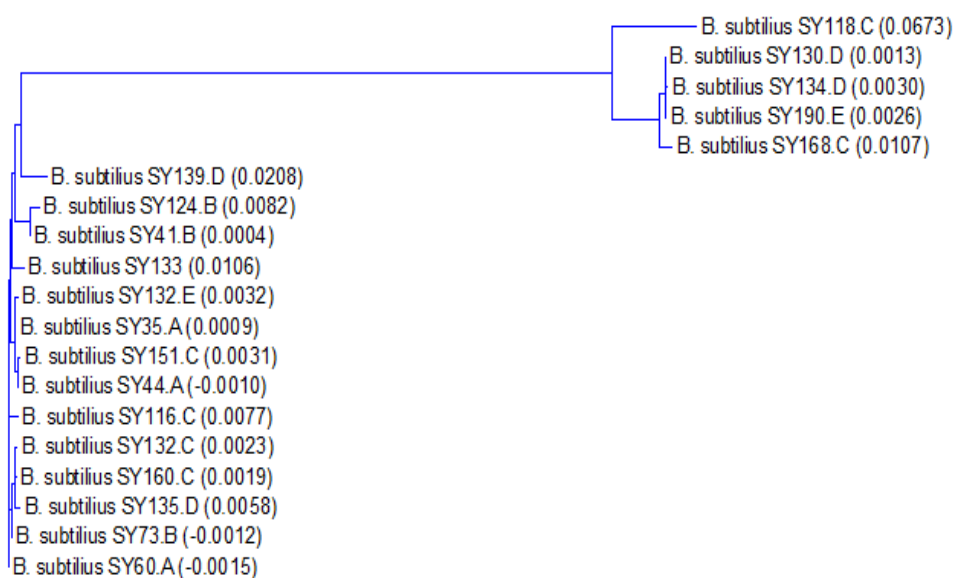 B. subtilius SY118.C (0.0673)
B. subtilius SY130.D (0.0013)
B. subtilius SY134.D (0.0030)
B. subtilius SY190.E (0.0026)
B. subtilius SY168.C (0.0107)
B. subtilius SY139.D (0.0208)
B. subtilius SY124.B (0.0082)
B. subtilius SY41.B (0.0004)
B. subtilius SY133 (0.0106)
B. subtilius SY132.E (0.0032)
B. subtilius SY35.A (0.0009)
B. subtilius SY151.C (0.0031)
B. subtilius SY44.A (-0.0010)
B. subtilius SY116.C (0.0077)
B. subtilius SY132.C (0.0023)
B. subtilius SY160.C (0.0019)
B. subtilius SY135.D (0.0058)
B. subtilius SY73.B (-0.0012)
B. subtilius SY60.A (-0.0015)